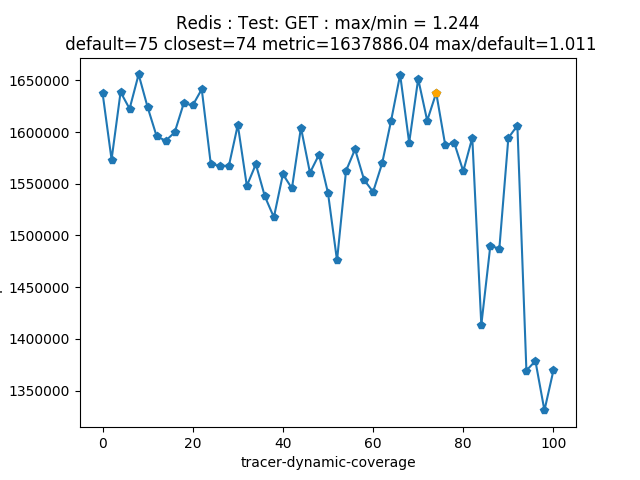 Redis : Test: GET : max/min = 1.244
default=75 closest=74 metric=1637886.04 max/default=1.011
1650000
1600000
1550000
1500000
1450000
1400000
1350000
0 20 40 60 80 100
tracer-dynamic-coverage